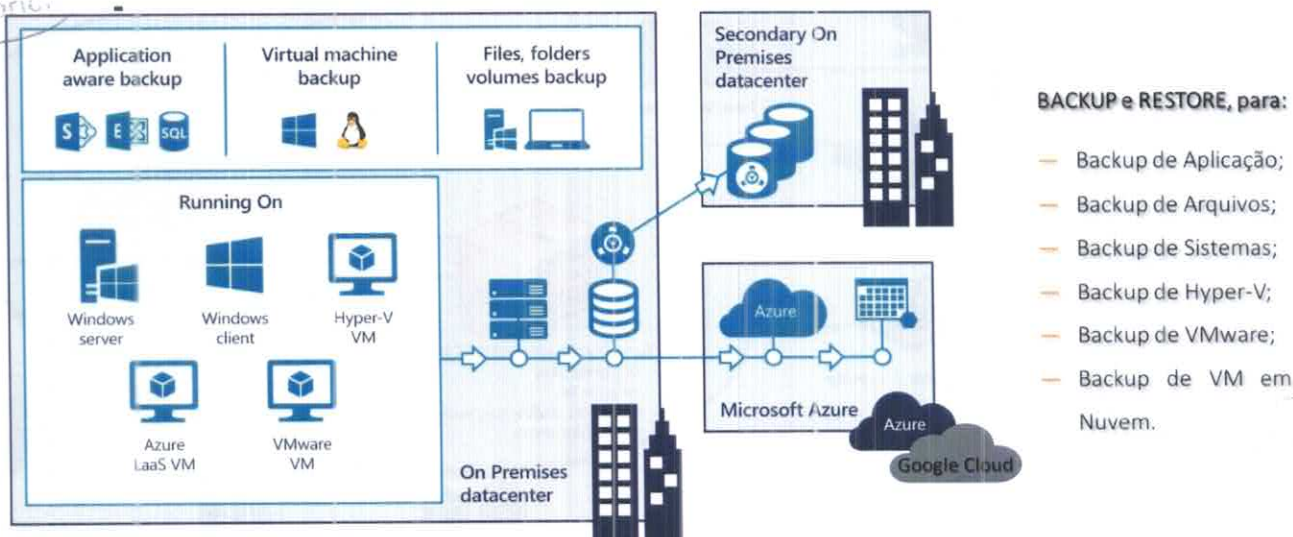 Application
aware backup
Virtual machine
backup
Files, folders
volumes backup
S
E
SQL
Running On
Windows
server
Windows
client
Hyper-V
VM
Azure
LaaS VM
VMware
VM
On Premises
datacenter
Secondary On
Premises
datacenter
Azure
Microsoft Azure
Azure
Google Cloud
BACKUP e RESTORE, para:
— Backup de Aplicação;
— Backup de Arquivos;
— Backup de Sistemas;
— Backup de Hyper-V;
— Backup de VMware;
— Backup de VM em
Nuvem.